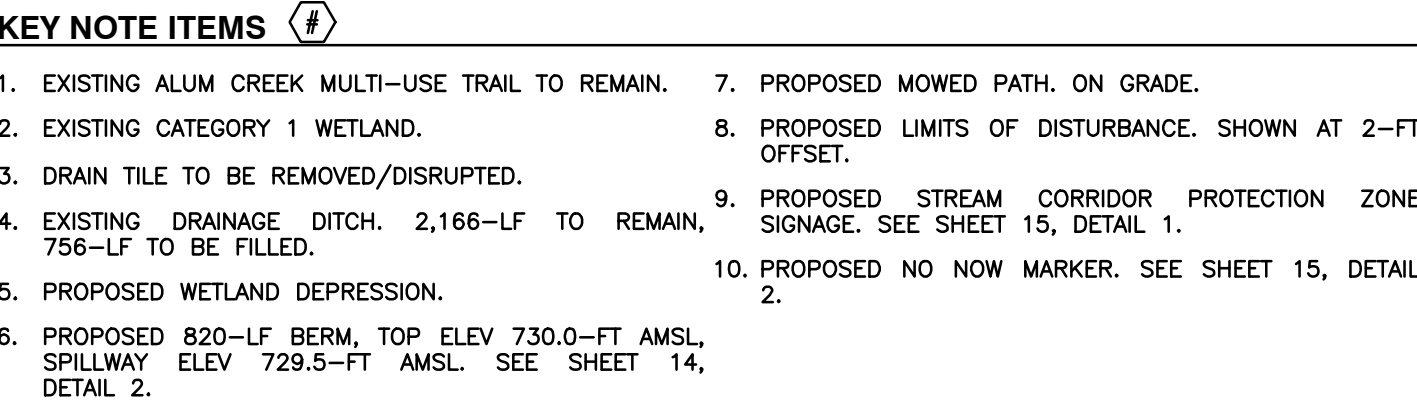 KEY NOTE ITEMS #
1. EXISTING ALUM CREEK MULTI-USE TRAIL TO REMAIN.
2. EXISTING CATEGORY 1 WETLAND.
3. DRAIN TILE TO BE REMOVED/DISRUPTED.
4. EXISTING DRAINAGE DITCH. 2,166-LF TO REMAIN,
756-LF TO BE FILLED.
5. PROPOSED WETLAND DEPRESSION.
6. PROPOSED 820-LF BERM, TOP ELEV 730.0-FT AMSL,
SPILLWAY ELEV 729.5-FT AMSL. SEE SHEET 14,
DETAIL 2.
7. PROPOSED MOWED PATH. ON GRADE.
8. PROPOSED LIMITS OF DISTURBANCE. SHOWN AT 2-FT
OFFSET.
9. PROPOSED STREAM CORRIDOR PROTECTION ZONE
SIGNAGE. SEE SHEET 15, DETAIL 1.
10. PROPOSED NO NOW MARKER. SEE SHEET 15, DETAIL
2.